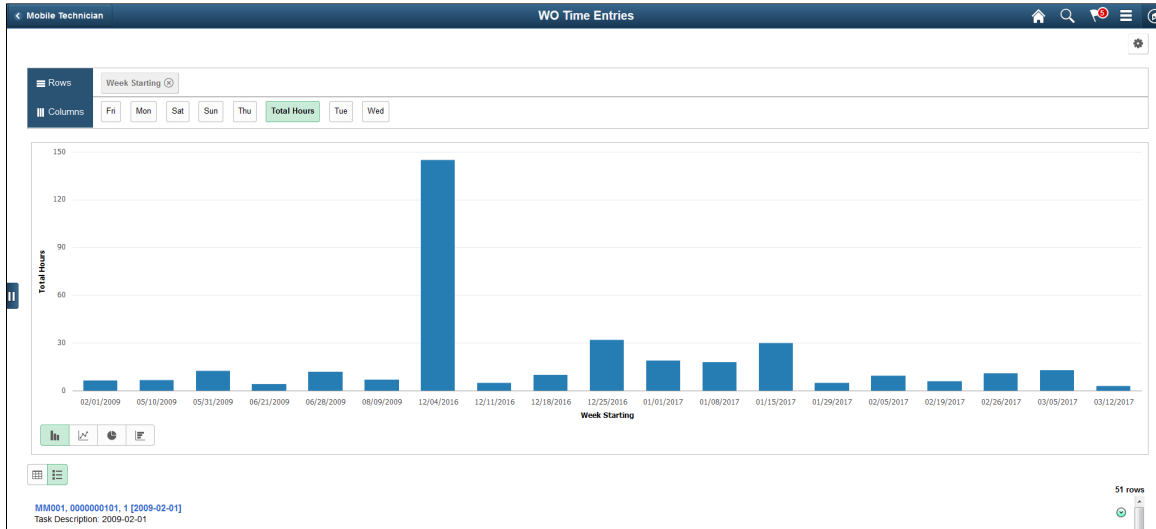 Mobile Technician
WO Time Entries
5
Rows
Week Starting
Columns
Fri Mon Sat Sun Thu Total Hours Tue Wed
150
120
90
60
30
0
Total Hours
02/01/2009 05/10/2009 05/31/2009 06/21/2009 06/28/2009 08/09/2009 12/04/2016 12/11/2016 12/18/2016 12/25/2016 01/01/2017 01/08/2017 01/15/2017 01/29/2017 02/05/2017 02/19/2017 02/26/2017 03/05/2017 03/12/2017
Week Starting
51 rows
MM001, 0000000101, 1 [2009-02-01]
Task Description: 2009-02-01